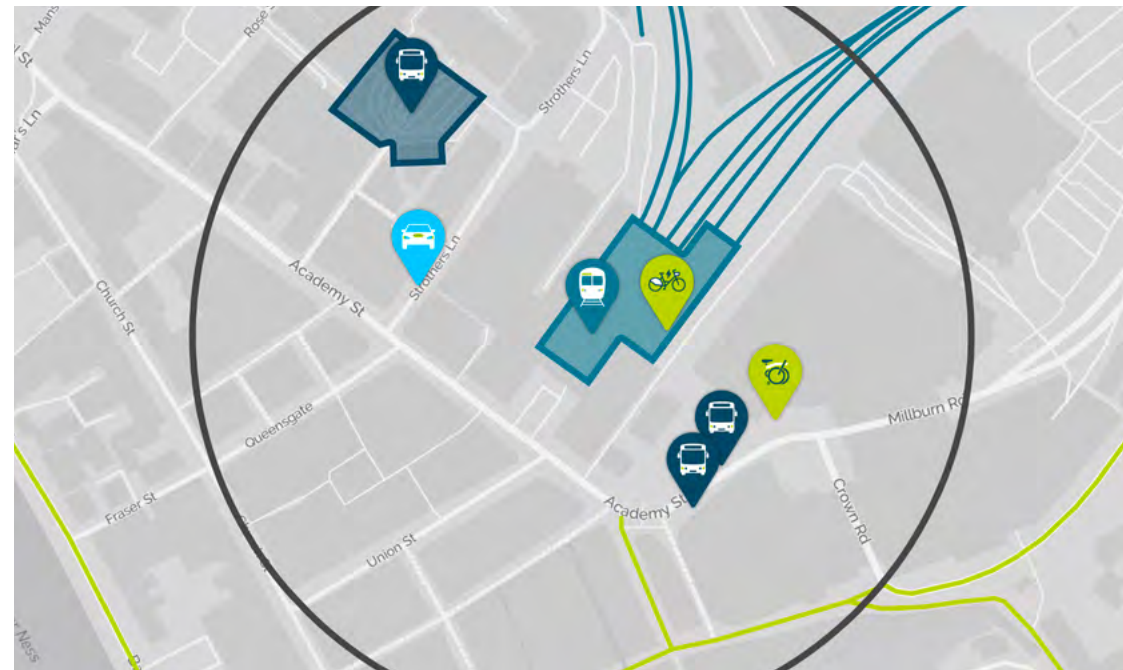 Rose St
Strothers Ln
Academy St
Strothers Ln
Church St
Millburn Rd
Queensgate
Fraser St
Academy St
Crown Rd
Union St